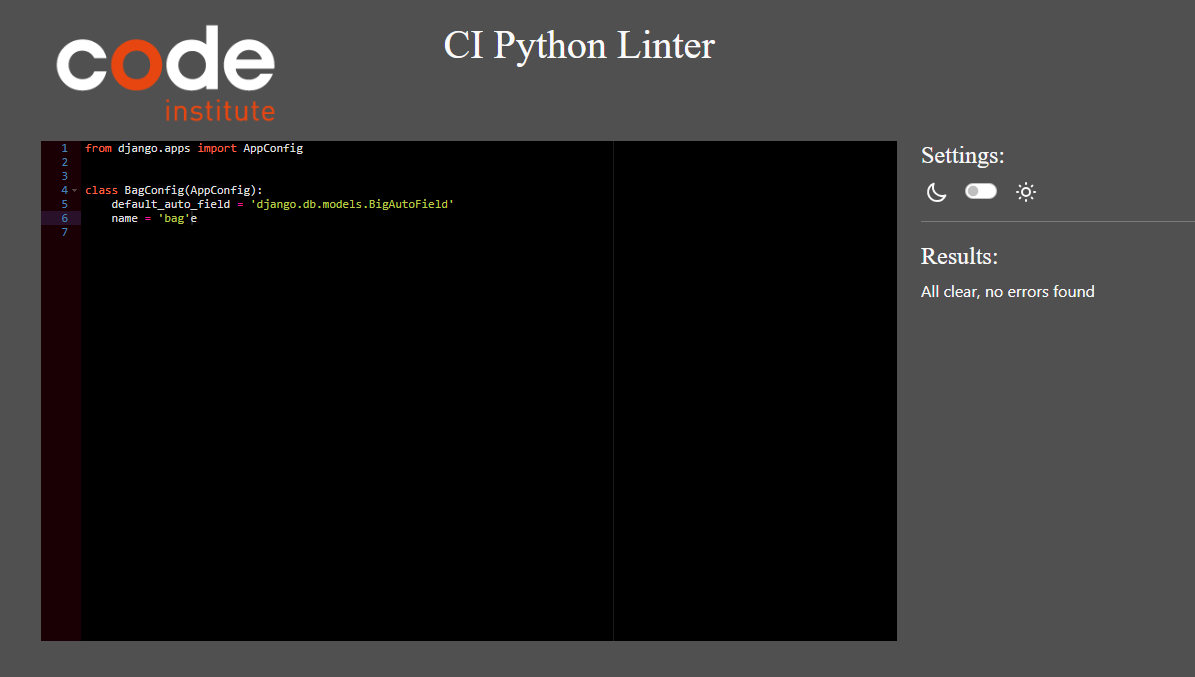 code
institute
CI Python Linter
1 from django.apps import AppConfig
2
3
4 class BagConfig(AppConfig):
5 default_auto_field = 'django.db.models.BigAutoField'
6 name = 'bag'e
7
Settings:
Results:
All clear, no errors found